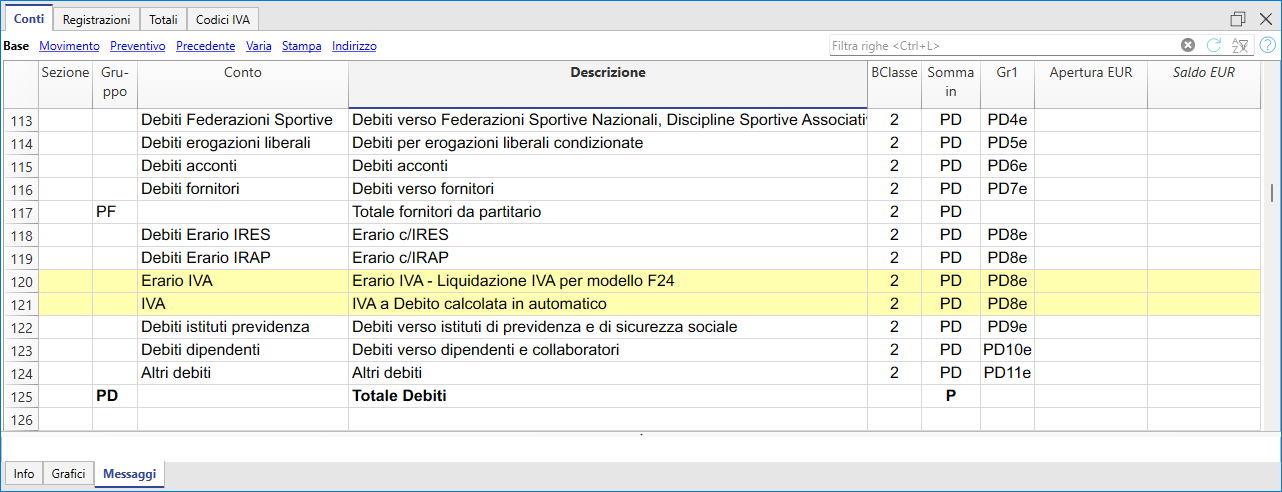 Conti Registrazioni Totali Codici IVA
Base Movimento Preventivo Precedente Varia Stampa Indirizzo Filtra righe <Ctrl+L>
Sezione Gru-ppo Conto Descrizione BClasse Somma in Gr1 Apertura EUR Saldo EUR
113 Debiti Federazioni Sportive Debiti verso Federazioni Sportive Nazionali, Discipline Sportive Associati 2 PD PD4e
114 Debiti erogazioni liberali Debiti per erogazioni liberali condizionate 2 PD PD5e
115 Debiti acconti Debiti acconti 2 PD PD6e
116 Debiti fornitori Debiti verso fornitori 2 PD PD7e
117 PF Totale fornitori da partitario 2 PD
118 Debiti Erario IRES Erario c/IRES 2 PD PD8e
119 Debiti Erario IRAP Erario c/IRAP 2 PD PD8e
120 Erario IVA Erario IVA - Liquidazione IVA per modello F24 2 PD PD8e
121 IVA IVA a Debito calcolata in automatico 2 PD PD8e
122 Debiti istituti previdenza Debiti verso istituti di previdenza e di sicurezza sociale 2 PD PD9e
123 Debiti dipendenti Debiti verso dipendenti e collaboratori 2 PD PD10e
124 Altri debiti Altri debiti 2 PD PD11e
125 PD Totale Debiti P
126
Info Grafici Messaggi